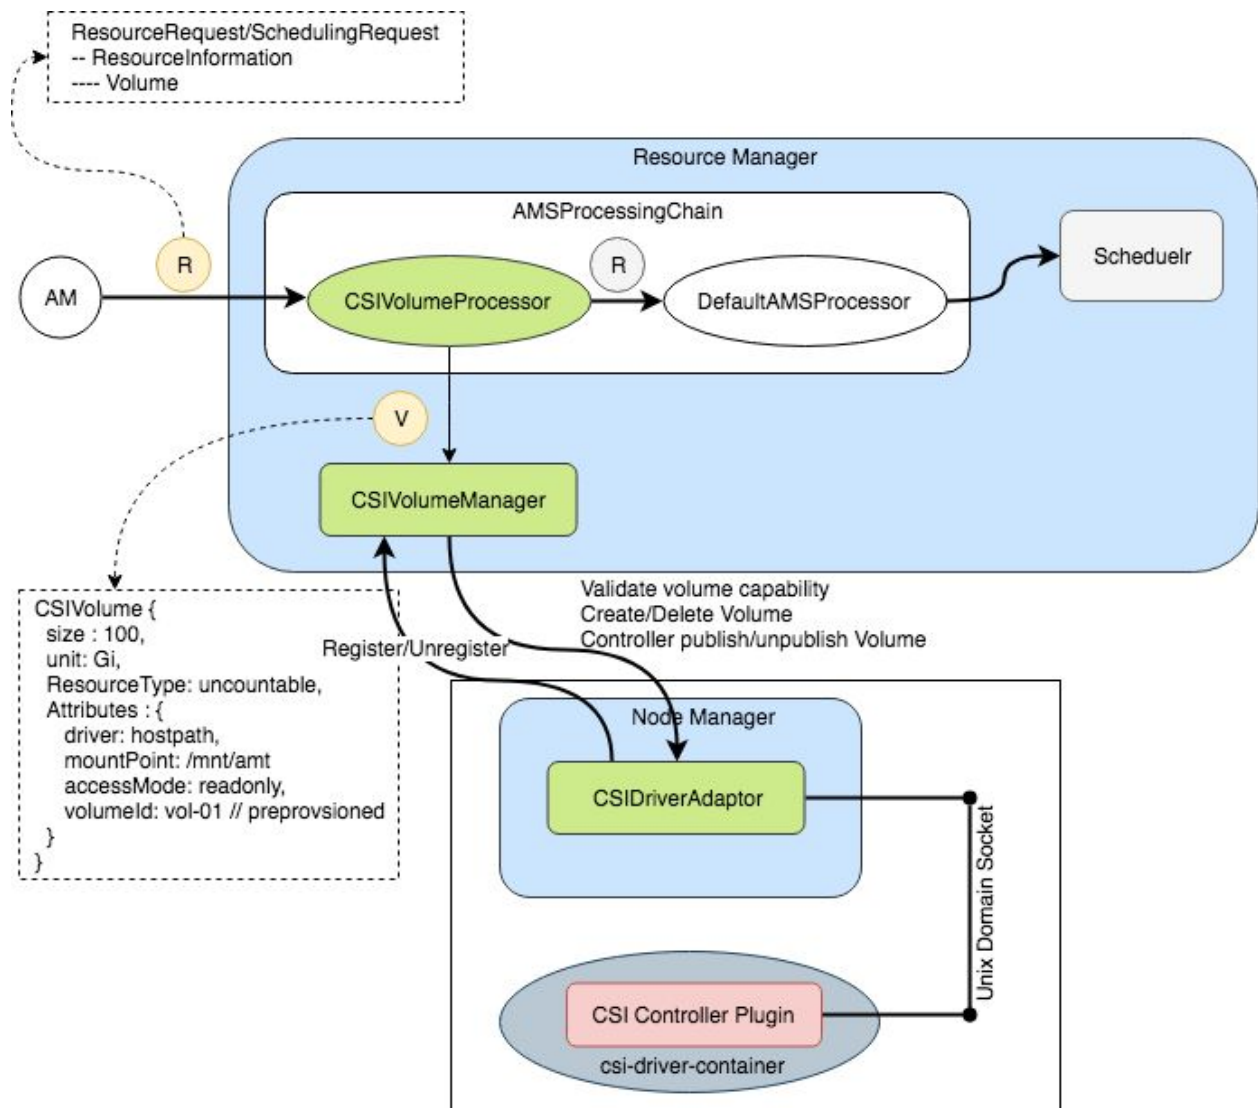 ResourceRequest/SchedulingRequest
-- ResourceInformation
---- Volume
Resource Manager
AMSProcessingChain
R
R
AM
CSIVolumeProcessor
DefaultAMSProcessor
Scheduelr
V
CSIVolumeManager
Validate volume capability
Create/Delete Volume
Controller publish/unpublish Volume
Register/Unregister
CSIVolume {
size : 100,
unit: Gi,
ResourceType: uncountable,
Attributes : {
driver: hostpath,
mountPoint: /mnt/amt
accessMode: readonly,
volumeId: vol-01 // preprovsioned
}
}
Node Manager
CSIDriverAdaptor
Unix Domain Socket
CSI Controller Plugin
csi-driver-container